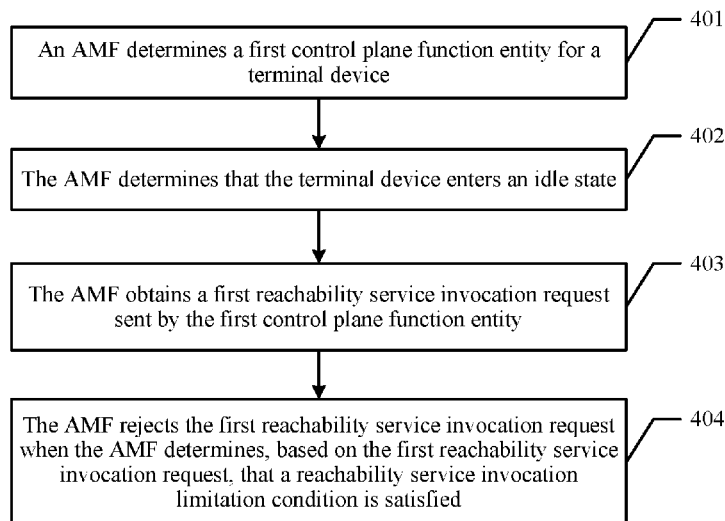 401
An AMF determines a first control plane function entity for a
terminal device
402
The AMF determines that the terminal device enters an idle state
403
The AMF obtains a first reachability service invocation request
sent by the first control plane function entity
404
The AMF rejects the first reachability service invocation request
when the AMF determines, based on the first reachability service
invocation request, that a reachability service invocation
limitation condition is satisfied